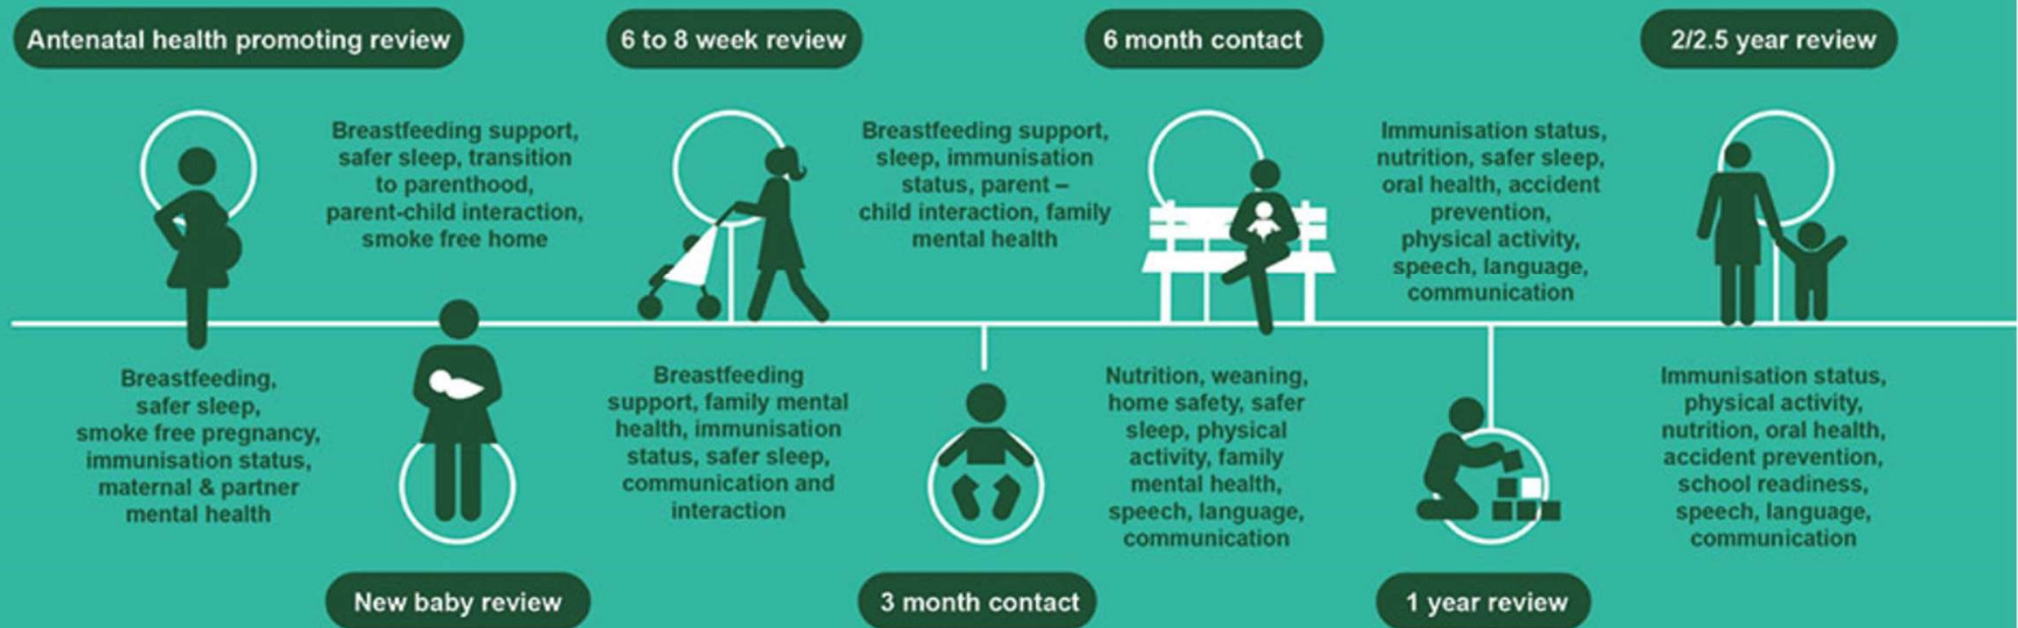 Antenatal health promoting review
Breastfeeding,
safer sleep,
smoke free pregnancy,
immunisation status,
maternal & partner
mental health
Breastfeeding support,
safer sleep, transition
to parenthood,
parent-child interaction,
smoke free home
New baby review
6 to 8 week review
Breastfeeding
support, family mental
health, immunisation
status, safer sleep,
communication and
interaction
Breastfeeding support,
sleep, immunisation
status, parent –
child interaction, family
mental health
3 month contact
6 month contact
Nutrition, weaning,
home safety, safer
sleep, physical
activity, family
mental health,
speech, language,
communication
Immunisation status,
nutrition, safer sleep,
oral health, accident
prevention,
physical activity,
speech, language,
communication
1 year review
2/2.5 year review
Immunisation status,
physical activity,
nutrition, oral health,
accident prevention,
school readiness,
speech, language,
communication